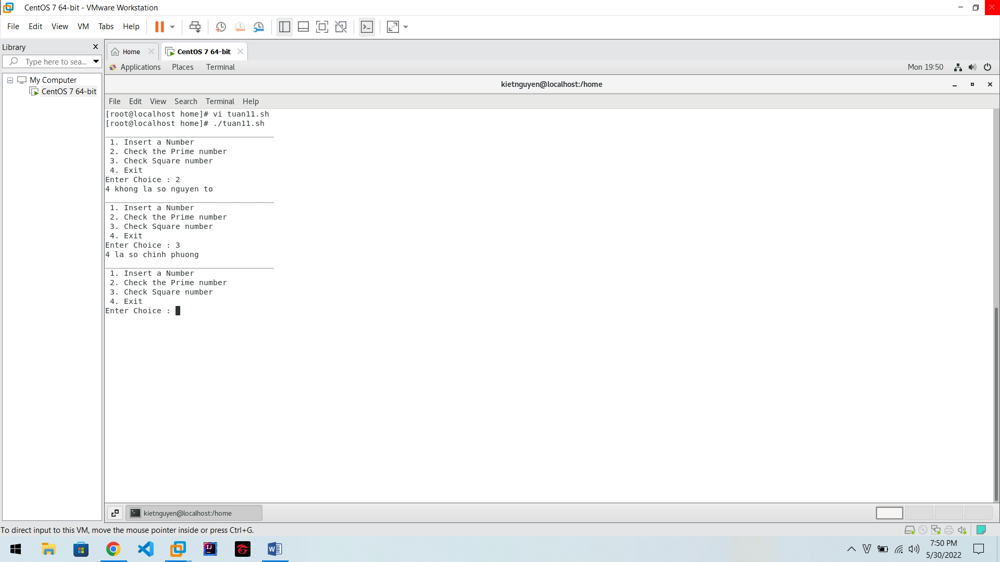 CentOS 7 64-bit - VMware Workstation
File Edit View VM Tabs Help
Library
Type here to sea...
My Computer
CentOS 7 64-bit
Home
CentOS 7 64-bit
Applications Places Terminal
Mon 19:50
kietnguyen@localhost:/home
File Edit View Search Terminal Help
[root@localhost home]# vi tuan11.sh
[root@localhost home]# ./tuan11.sh
____________________________________
1. Insert a Number
2. Check the Prime number
3. Check Square number
4. Exit
Enter Choice : 2
4 khong la so nguyen to
____________________________________
1. Insert a Number
2. Check the Prime number
3. Check Square number
4. Exit
Enter Choice : 3
4 la so chinh phuong
____________________________________
1. Insert a Number
2. Check the Prime number
3. Check Square number
4. Exit
Enter Choice :
kietnguyen@localhost:/home
To direct input to this VM, move the mouse pointer inside or press Ctrl+G.
7:50 PM
5/30/2022